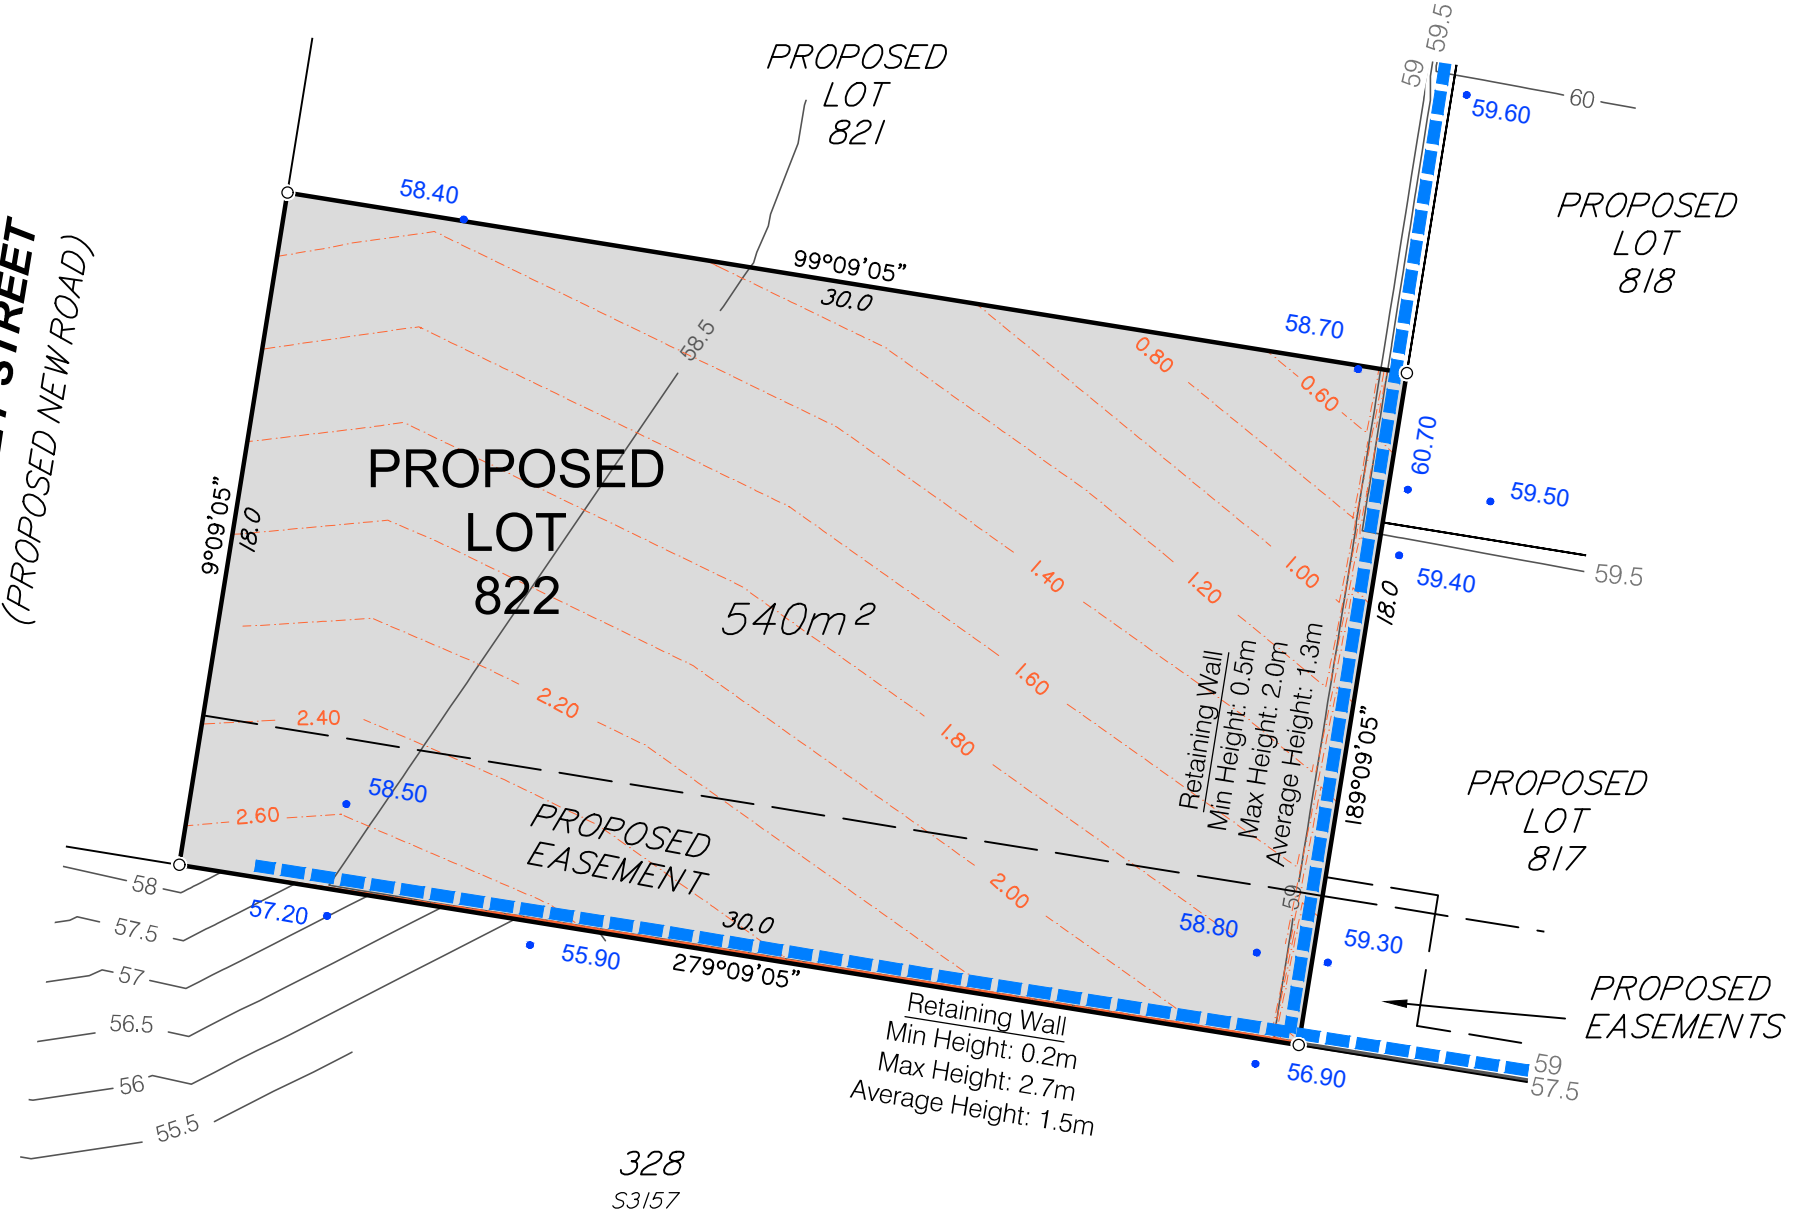 PROPOSED
LOT
821
59.5
59
60
59.60
PROPOSED
LOT
818
58.40
99°09'05"
30.0
58.70
STREET
(PROPOSED NEW ROAD)
58.5
0.80
0.60
60.70
59.50
59.5
59.40
PROPOSED
LOT
822
540m²
9°09'05"
18.0
1.40
1.20
1.00
18.0
1.60
1.80
2.20
2.40
2.60
2.00
Retaining Wall
Min Height: 0.5m
Max Height: 2.0m
Average Height: 1.3m
189°09'05"
PROPOSED
LOT
817
58.50
PROPOSED
EASEMENT
59
58.80
59.30
PROPOSED
EASEMENTS
58
57.20
57.5
57
56.5
56
55.5
55.90
30.0
279°09'05"
Retaining Wall
Min Height: 0.2m
Max Height: 2.7m
Average Height: 1.5m
56.90
59
57.5
328
S3157